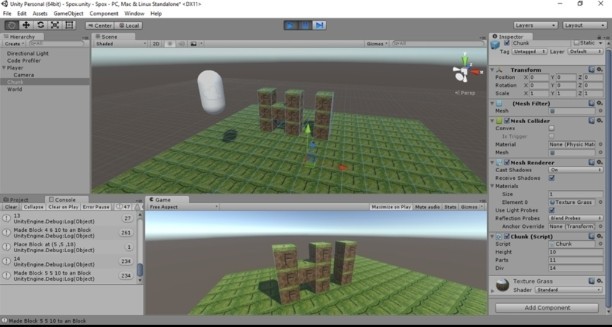 Unity Personal (64bit) - Spox.unity - Spox - PC, Mac & Linux Standalone* <DX11>
File Edit Assets GameObject Component Window Help
Center Local
Layers Layout
Hierarchy
Create
Directional Light
Code Profiler
Player
Camera
Chunk
World
Scene
Shaded 2D Gizmos
Persp
Inspector
Chunk Static
Tag Untagged Layer Default
Transform
Position X 0 Y 0 Z 0
Rotation X 0 Y 0 Z 0
Scale X 1 Y 1 Z 1
(Mesh Filter)
Mesh
Mesh Collider
Convex
Is Trigger
Material None (Physic Mat
Mesh
Mesh Renderer
Cast Shadows On
Receive Shadows
Materials
Size 1
Element 0 Texture Grass
Use Light Probes
Reflection Probes Blend Probes
Anchor Override None (Transform)
Chunk (Script)
Script Chunk
Height 10
Parts 11
Div 14
Texture Grass
Shader Standard
Add Component
Project Console
Clear Collapse Clear on Play Error Pause
13
UnityEngine.Debug:Log(Object) 27
Made Block 4 6 10 to an Block
UnityEngine.Debug:Log(Object) 261
Place Block at (5 ,5 ,10)
UnityEngine.Debug:Log(Object) 1
14
UnityEngine.Debug:Log(Object) 234
Made Block 5 5 10 to an Block
UnityEngine.Debug:Log(Object) 234
Made Block 5 5 10 to an Block
Game
Free Aspect Maximize on Play Mute audio Stats Gizmos